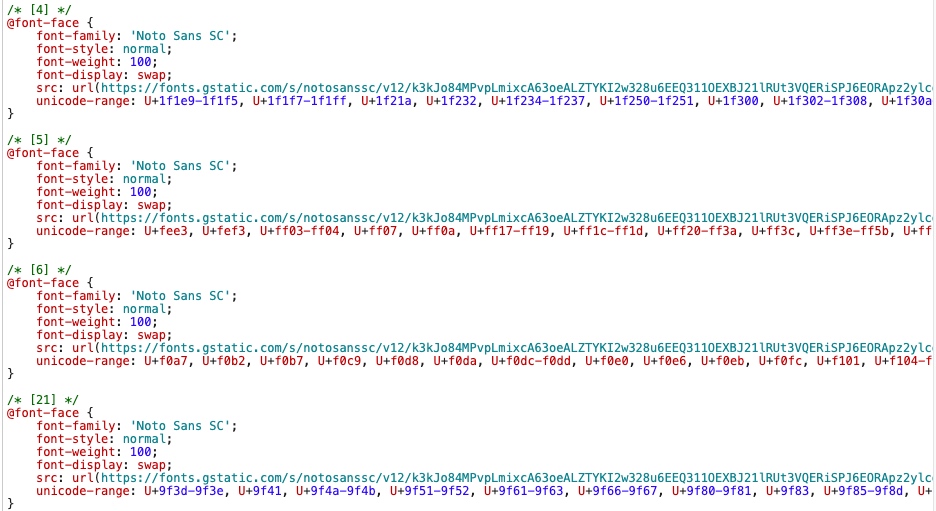 /* [4] */
@font-face {
font-family: 'Noto Sans SC';
font-style: normal;
font-weight: 100;
font-display: swap;
src: url(https://fonts.gstatic.com/s/notosanssc/v12/k3kJo84MPvpLmixcA63oeALZTYKI2w328u6EEQ311OEXBJ21lRUt3VQERiSPJ6EORApz2ylc
unicode-range: U+1f1e9-1f1f5, U+1f1f7-1f1ff, U+1f21a, U+1f232, U+1f234-1f237, U+1f250-1f251, U+1f300, U+1f302-1f308, U+1f30a
}
/* [5] */
@font-face {
font-family: 'Noto Sans SC';
font-style: normal;
font-weight: 100;
font-display: swap;
src: url(https://fonts.gstatic.com/s/notosanssc/v12/k3kJo84MPvpLmixcA63oeALZTYKI2w328u6EEQ311OEXBJ21lRUt3VQERiSPJ6EORApz2ylc
unicode-range: U+fee3, U+fef3, U+ff03-ff04, U+ff07, U+ff0a, U+ff17-ff19, U+ff1c-ff1d, U+ff20-ff3a, U+ff3c, U+ff3e-ff5b, U+ff
}
/* [6] */
@font-face {
font-family: 'Noto Sans SC';
font-style: normal;
font-weight: 100;
font-display: swap;
src: url(https://fonts.gstatic.com/s/notosanssc/v12/k3kJo84MPvpLmixcA63oeALZTYKI2w328u6EEQ311OEXBJ21lRUt3VQERiSPJ6EORApz2ylc
unicode-range: U+f0a7, U+f0b2, U+f0b7, U+f0c9, U+f0d8, U+f0da, U+f0dc-f0dd, U+f0e0, U+f0e6, U+f0eb, U+f0fc, U+f101, U+f104-f
}
/* [21] */
@font-face {
font-family: 'Noto Sans SC';
font-style: normal;
font-weight: 100;
font-display: swap;
src: url(https://fonts.gstatic.com/s/notosanssc/v12/k3kJo84MPvpLmixcA63oeALZTYKI2w328u6EEQ311OEXBJ21lRUt3VQERiSPJ6EORApz2ylc
unicode-range: U+9f3d-9f3e, U+9f41, U+9f4a-9f4b, U+9f51-9f52, U+9f61-9f63, U+9f66-9f67, U+9f80-9f81, U+9f83, U+9f85-9f8d, U+
}